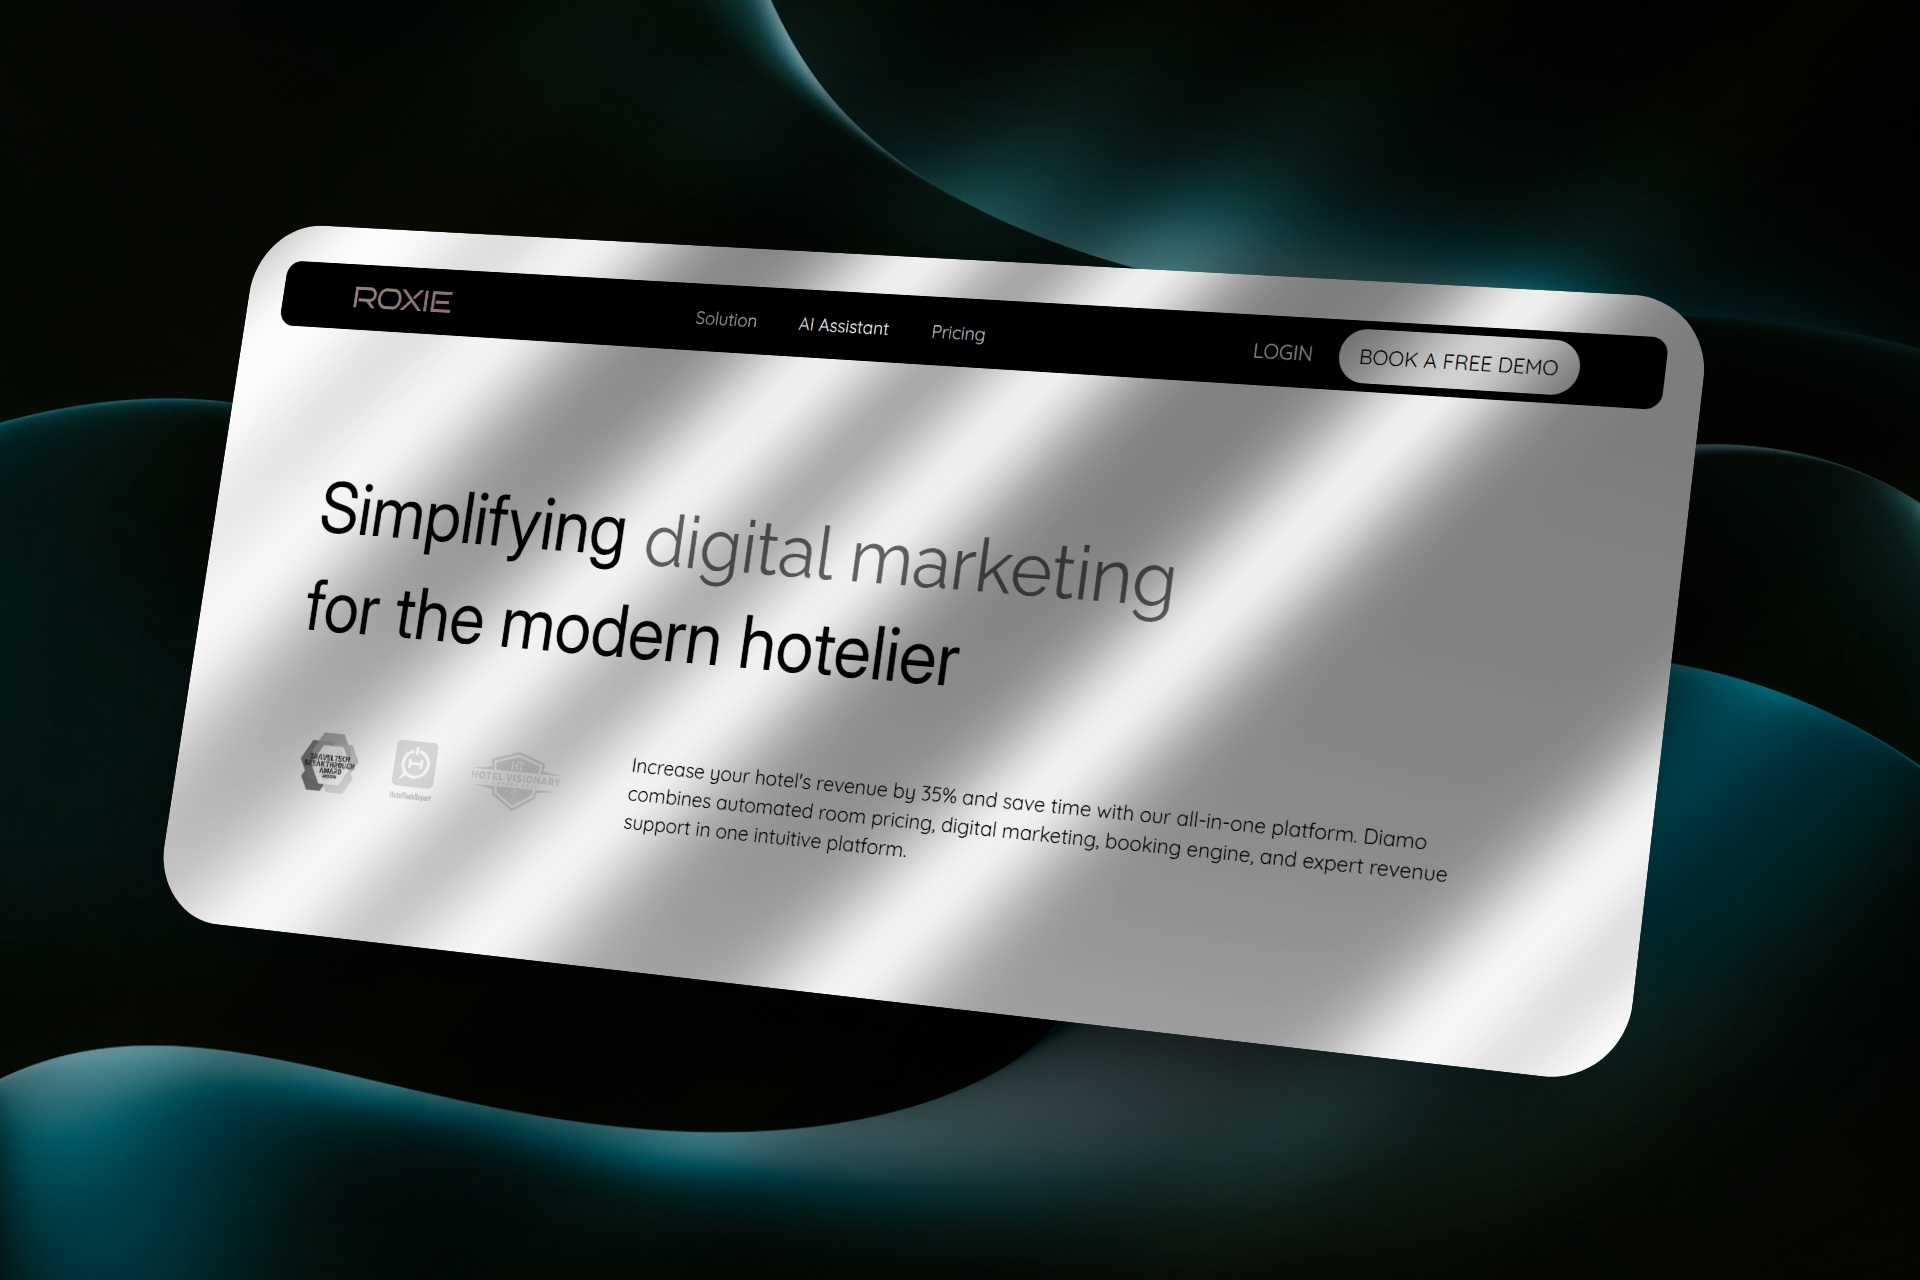 ROXIE
Solution AI Assistant Pricing
LOGIN BOOK A FREE DEMO
Simplifying digital marketing
for the modern hotelier
TRAVELTECH
BREAKTHROUGH
AWARD
HotelTechReport
HT
HOTEL VISIONARY
Increase your hotel's revenue by 35% and save time with our all-in-one platform. Diamo
combines automated room pricing, digital marketing, booking engine, and expert revenue
support in one intuitive platform.